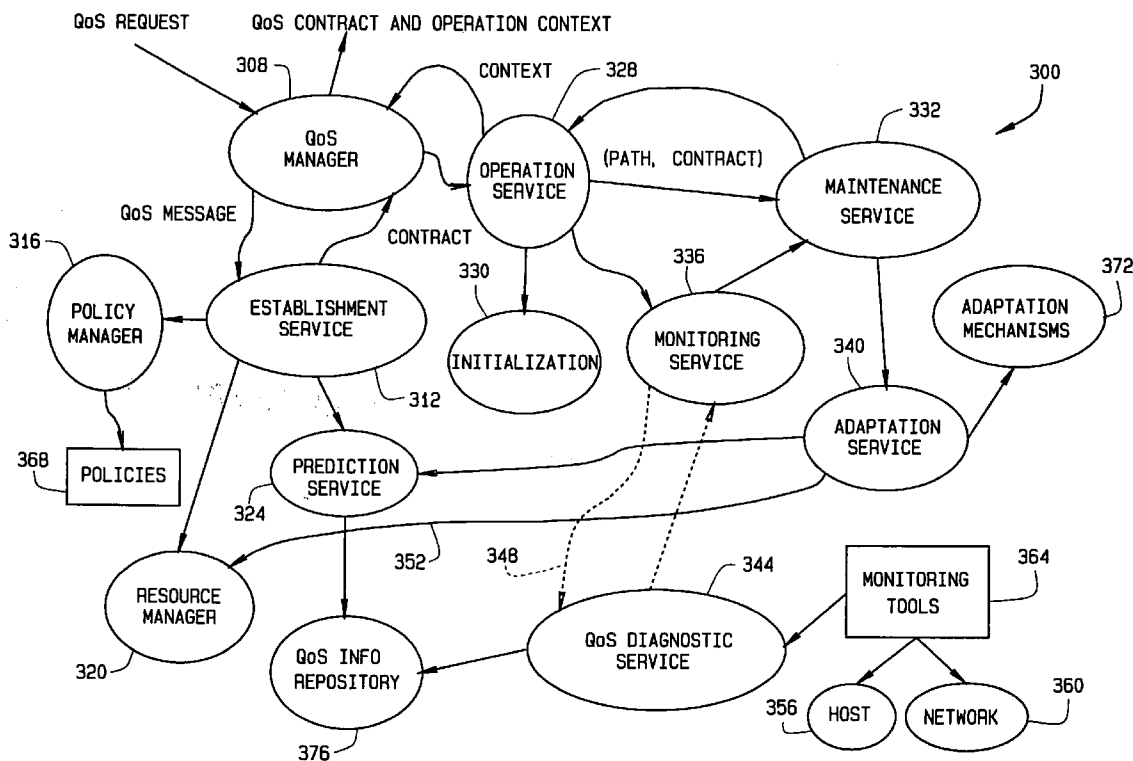 QoS REQUEST
QoS CONTRACT AND OPERATION CONTEXT
308
CONTEXT
328
300
332
QoS
MANAGER
OPERATION
SERVICE
(PATH, CONTRACT)
MAINTENANCE
SERVICE
QoS MESSAGE
CONTRACT
316
330
336
372
POLICY
MANAGER
ESTABLISHMENT
SERVICE
INITIALIZATION
MONITORING
SERVICE
ADAPTATION
MECHANISMS
340
312
ADAPTATION
SERVICE
368
POLICIES
PREDICTION
SERVICE
324
352
348
344
364
MONITORING
TOOLS
RESOURCE
MANAGER
320
QoS INFO
REPOSITORY
QoS DIAGNOSTIC
SERVICE
376
356
HOST
NETWORK
360